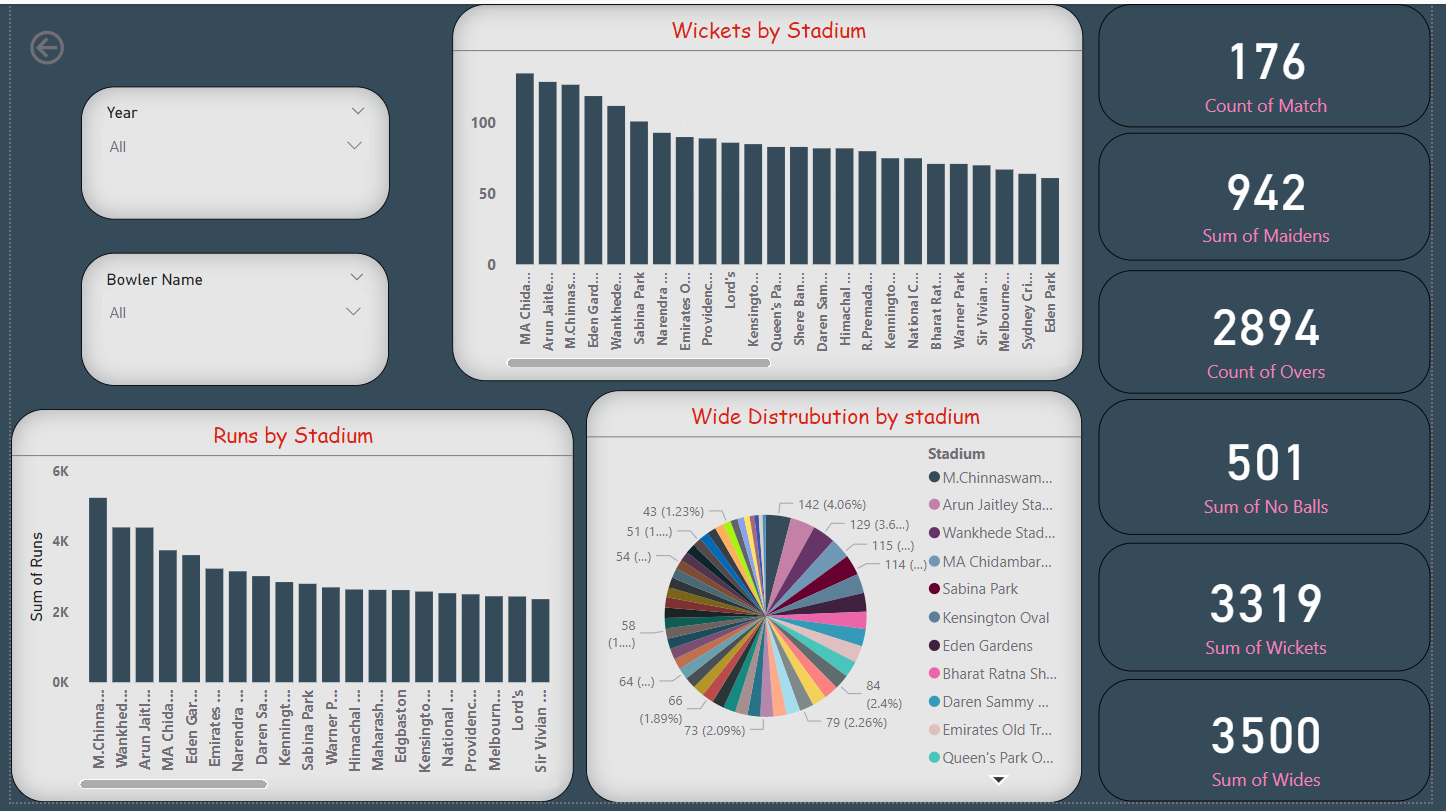 Year
All
Bowler Name
All
Wickets by Stadium
100
50
0
MA Chida...
Arun Jaitle...
M.Chinnas...
Eden Gard...
Wankhede...
Sabina Park
Narendra ...
Emirates O...
Providenc...
Lord's
Kensingto...
Queen's Pa...
Shere Ban...
Daren Sam...
Himachal ...
R.Premada...
Kennington...
National C...
Bharat Rat...
Warner Park
Sir Vivian ...
Melbourne...
Sydney Cri...
Eden Park
176
Count of Match
942
Sum of Maidens
2894
Count of Overs
501
Sum of No Balls
3319
Sum of Wickets
3500
Sum of Wides
Runs by Stadium
Sum of Runs
6K
4K
2K
0K
M.Chinna...
Wankhed...
Arun Jaitl...
MA Chida...
Eden Gar...
Emirates ...
Narendra ...
Daren Sa...
Kenningt...
Sabina Park
Warner P...
Himachal ...
Maharash...
Edgbaston
Kensingto...
National ...
Providenc...
Melbourn...
Lord's
Sir Vivian ...
Wide Distrubution by stadium
142 (4.06%)
129 (3.6...)
115 (...)
114 (...)
84
(2.4%)
79 (2.26%)
73 (2.09%)
66
(1.89%)
64 (...)
58
(1....)
54 (...)
51 (1....)
43 (1.23%)
Stadium
M.Chinnaswam...
Arun Jaitley Sta...
Wankhede Stad...
MA Chidambar...
Sabina Park
Kensington Oval
Eden Gardens
Bharat Ratna Sh...
Daren Sammy ...
Emirates Old Tr...
Queen's Park O...